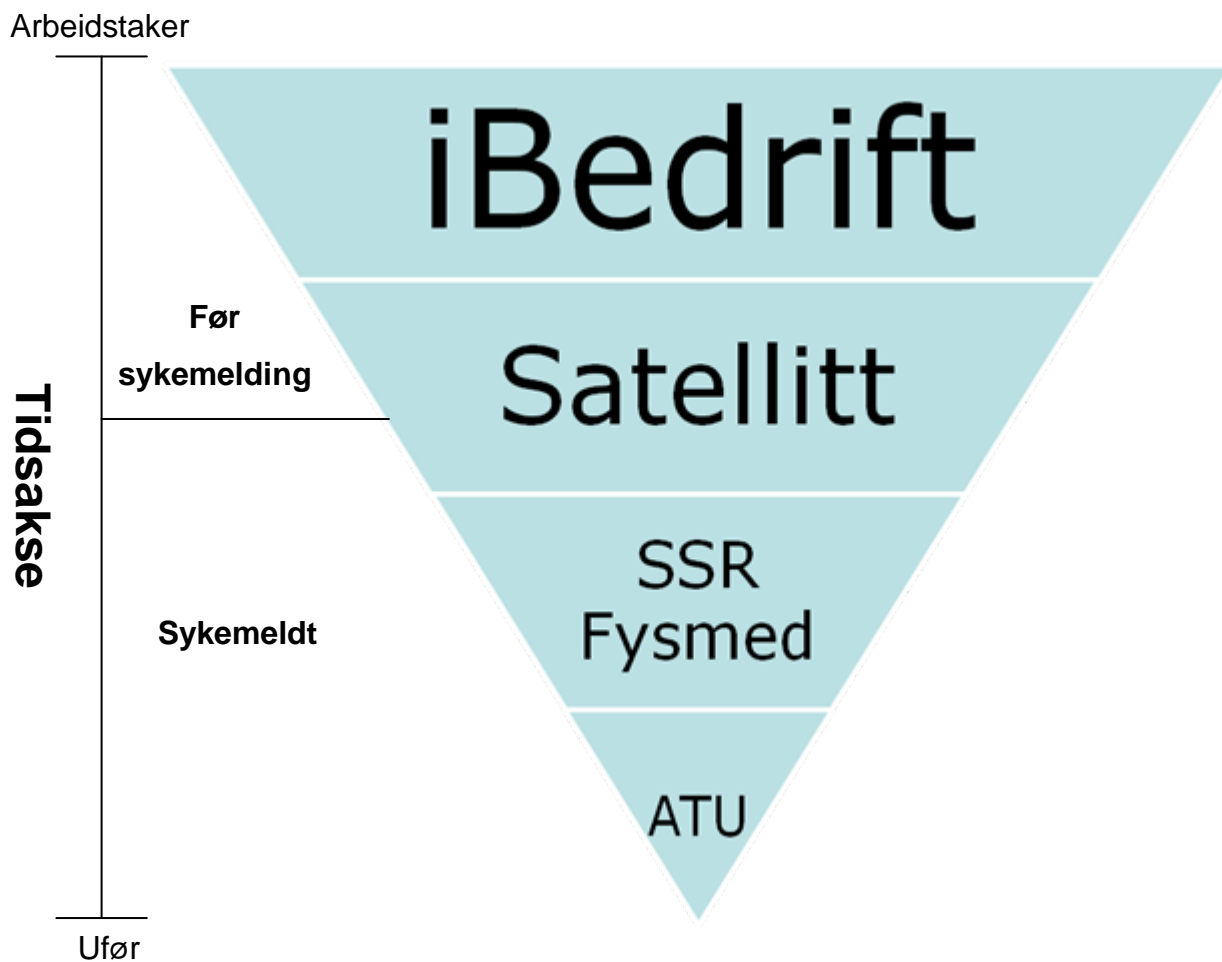 Arbeidstaker
iBedrift
Før
sykemelding
Satellitt
Tidsakse
SSR
Fysmed
Sykemeldt
ATU
Ufør